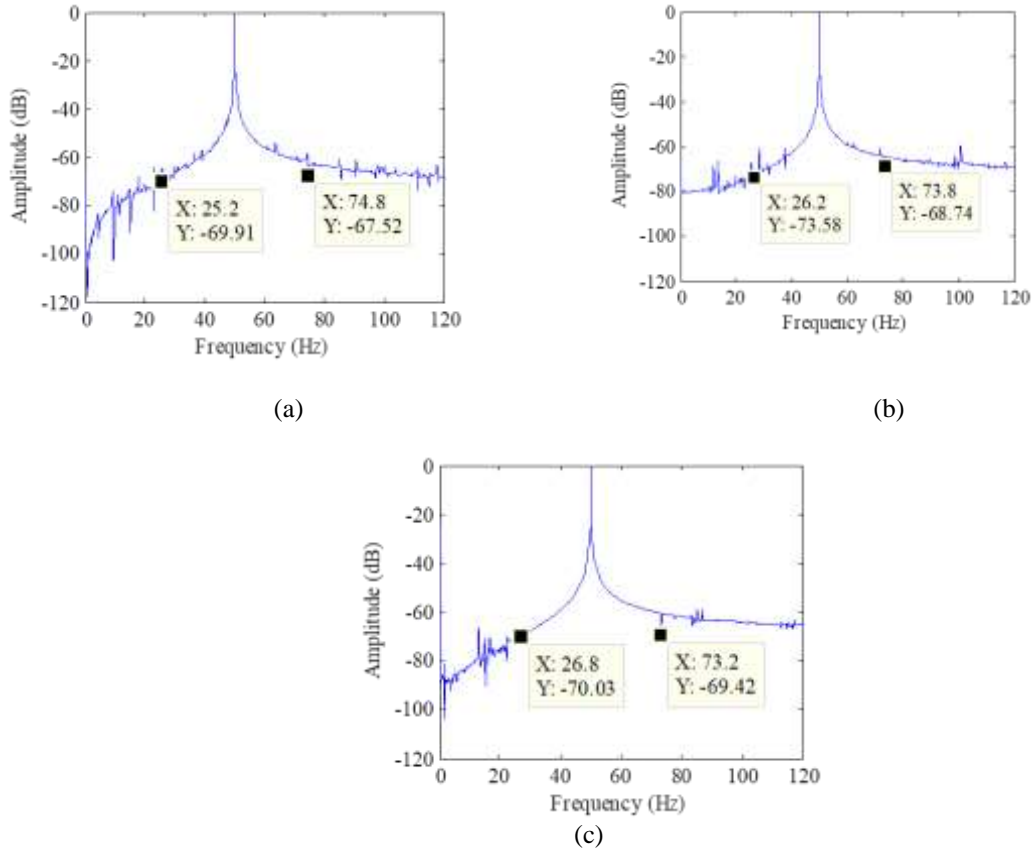 0
-20
-40
-60
-80
-100
-120
Amplitude (dB)
X: 25.2
Y: -69.91
X: 74.8
Y: -67.52
0 20 40 60 80 100 120
Frequency (Hz)
(a)
0
-20
-40
-60
-80
-100
-120
Amplitude (dB)
X: 26.2
Y: -73.58
X: 73.8
Y: -68.74
0 20 40 60 80 100 120
Frequency (Hz)
(b)
0
-20
-40
-60
-80
-100
-120
Amplitude (dB)
X: 26.8
Y: -70.03
X: 73.2
Y: -69.42
0 20 40 60 80 100 120
Frequency (Hz)
(c)